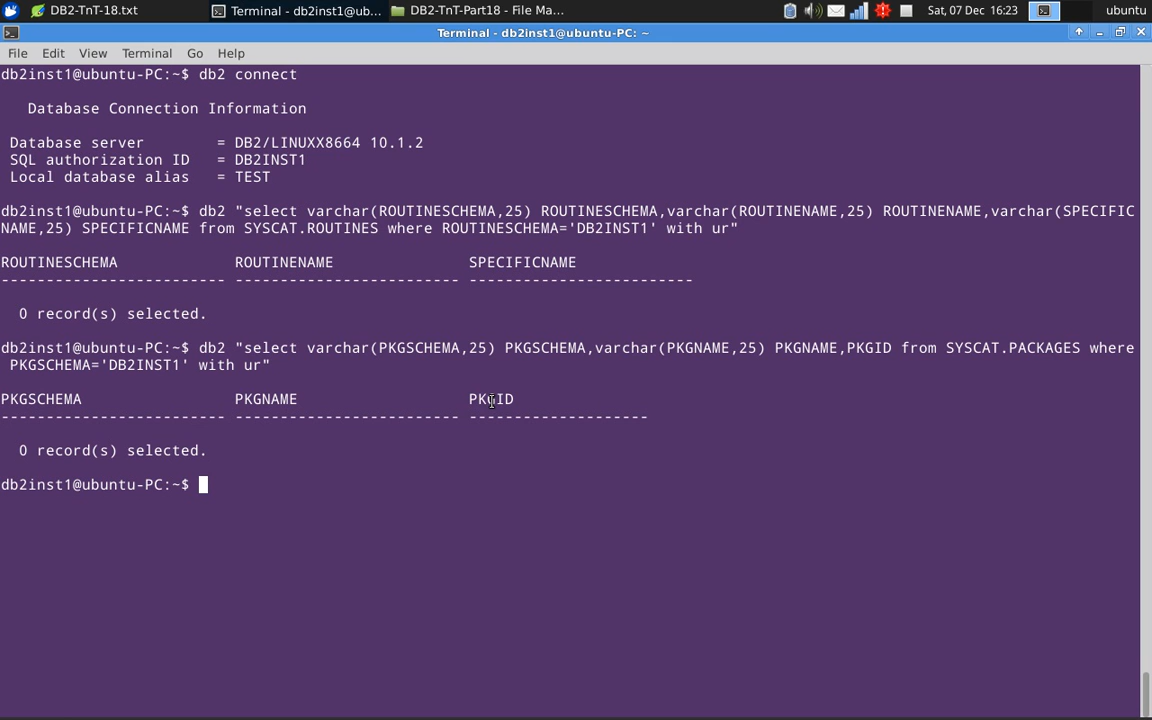 DB2-TnT-18.txt
Terminal - db2inst1@ub...
DB2-TnT-Part18 - File Ma...
Sat, 07 Dec 16:23
ubuntu
Terminal - db2inst1@ubuntu-PC: ~
File Edit View Terminal Go Help
db2inst1@ubuntu-PC:~$ db2 connect
Database Connection Information
Database server = DB2/LINUXX8664 10.1.2
SQL authorization ID = DB2INST1
Local database alias = TEST
db2inst1@ubuntu-PC:~$ db2 "select varchar(ROUTINESCHEMA,25) ROUTINESCHEMA,varchar(ROUTINENAME,25) ROUTINENAME,varchar(SPECIFIC
NAME,25) SPECIFICNAME from SYSCAT.ROUTINES where ROUTINESCHEMA='DB2INST1' with ur"
ROUTINESCHEMA ROUTINENAME SPECIFICNAME
------------------------- ------------------------- -------------------------
0 record(s) selected.
db2inst1@ubuntu-PC:~$ db2 "select varchar(PKGSCHEMA,25) PKGSCHEMA,varchar(PKGNAME,25) PKGNAME,PKGID from SYSCAT.PACKAGES where
PKGSCHEMA='DB2INST1' with ur"
PKGSCHEMA PKGNAME PKGID
------------------------- ------------------------- --------------------
0 record(s) selected.
db2inst1@ubuntu-PC:~$